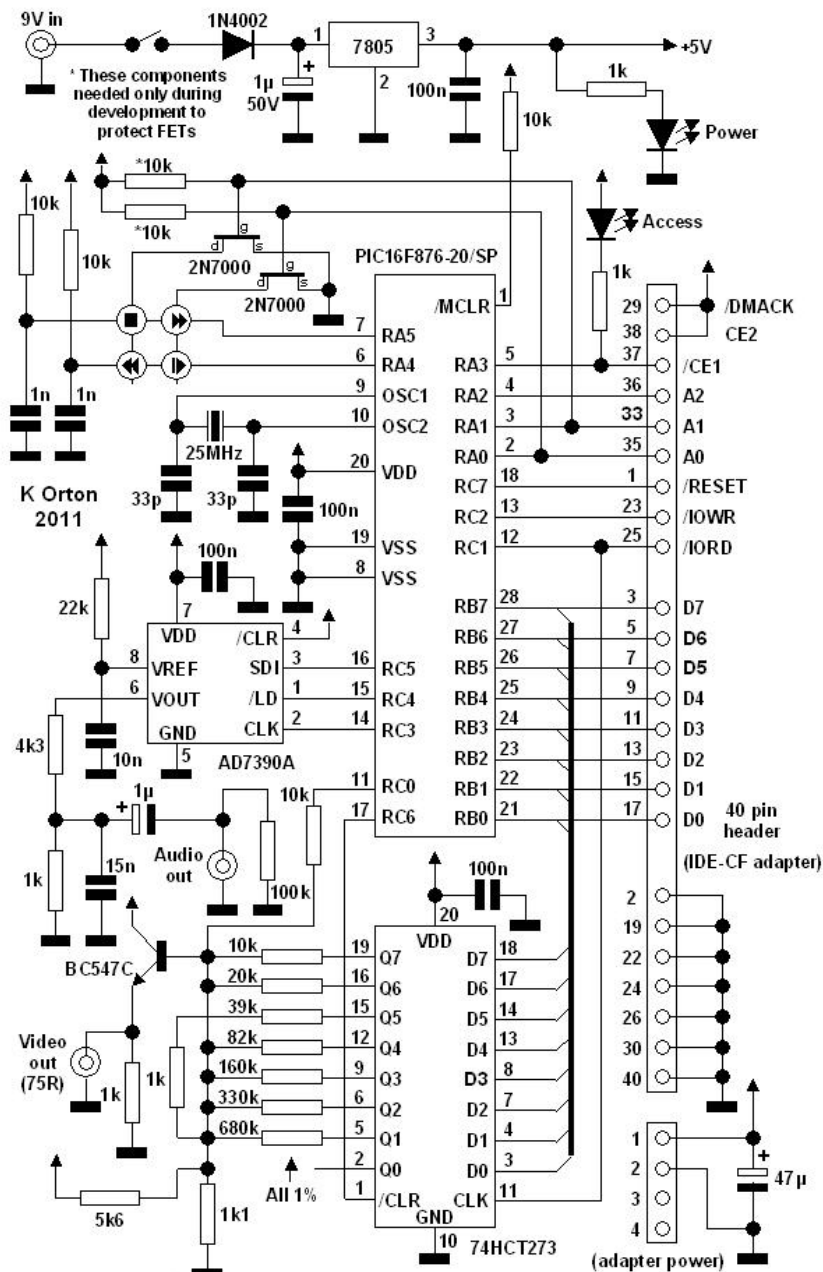 9V in
1N4002
1
7805
3
+5V
2
+
1µ
50V
100n
* These components
needed only during
development to
protect FETs
10k
1k
Power
*10k
*10k
10k
10k
g
d
s
2N7000
g
d
s
2N7000
Access
1k
PIC16F876-20/SP
/MCLR
1
7
RA5
6
RA4
9
OSC1
10
OSC2
20
VDD
19
VSS
8
VSS
RA3
5
RA2
4
RA1
3
RA0
2
RC7
18
RC2
13
RC1
12
29
/DMACK
38
CE2
37
/CE1
36
A2
33
A1
35
A0
1
/RESET
23
/IOWR
25
/IORD
1n
1n
25MHz
33p
33p
100n
K Orton
2011
22k
100n
7
VDD
/CLR
4
8
VREF
SDI
3
16
RC5
6
VOUT
/LD
1
15
RC4
CLK
2
14
RC3
GND
5
AD7390A
4k3
10n
RB7
28
3
D7
RB6
27
5
D6
RB5
26
7
D5
RB4
25
9
D4
RB3
24
11
D3
RB2
23
13
D2
RB1
22
15
D1
RB0
21
17
D0
11
RC0
17
RC6
10k
+
1µ
1k
15n
Audio
out
100k
40 pin
header
(IDE-CF adapter)
100n
20
VDD
2
19
22
24
26
30
40
BC547C
10k
19
Q7
D7
18
20k
16
Q6
D6
17
39k
15
Q5
D5
14
82k
12
Q4
D4
13
160k
9
Q3
D3
8
330k
6
Q2
D2
7
680k
5
Q1
D1
4
2
Q0
D0
3
1
/CLR
CLK
11
GND
10
74HCT273
Video
out
(75R)
1k
1k
All 1%
5k6
1k1
1
2
3
4
+
47µ
(adapter power)